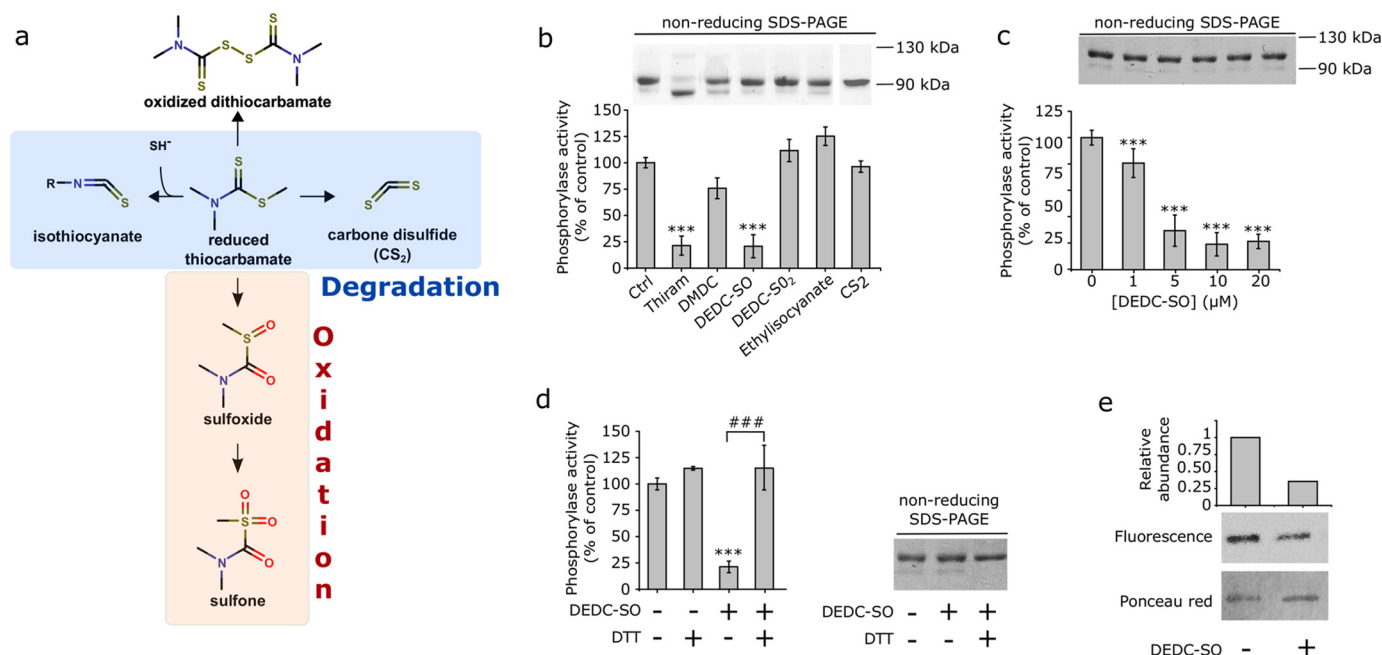 a
N
S
S
S
S
N
oxidized dithiocarbamate
SH-
R
N
S
S
N
S
S
S
isothiocyanate
reduced
thiocarbamate
carbone disulfide
(CS2)
Degradation
S
O
N
O
sulfoxide
O
S
O
N
O
sulfone
Oxidation
b
non-reducing SDS-PAGE
130 kDa
90 kDa
Phosphorylase activity
(% of control)
150
125
100
75
50
25
0
***
***
Ctrl
Thiram
DMDC
DEDC-SO
DEDC-S02
Ethylisocyanate
CS2
c
non-reducing SDS-PAGE
130 kDa
90 kDa
Phosphorylase activity
(% of control)
125
100
75
50
25
0
***
***
***
***
0 1 5 10 20
[DEDC-SO] (µM)
d
Phosphorylase activity
(% of control)
150
125
100
75
50
25
0
###
***
DEDC-SO - - + +
DTT - + - +
non-reducing
SDS-PAGE
DEDC-SO - + +
DTT - - +
e
Relative
abundance
1
0.75
0.25
0
Fluorescence
Ponceau red
DEDC-SO - +